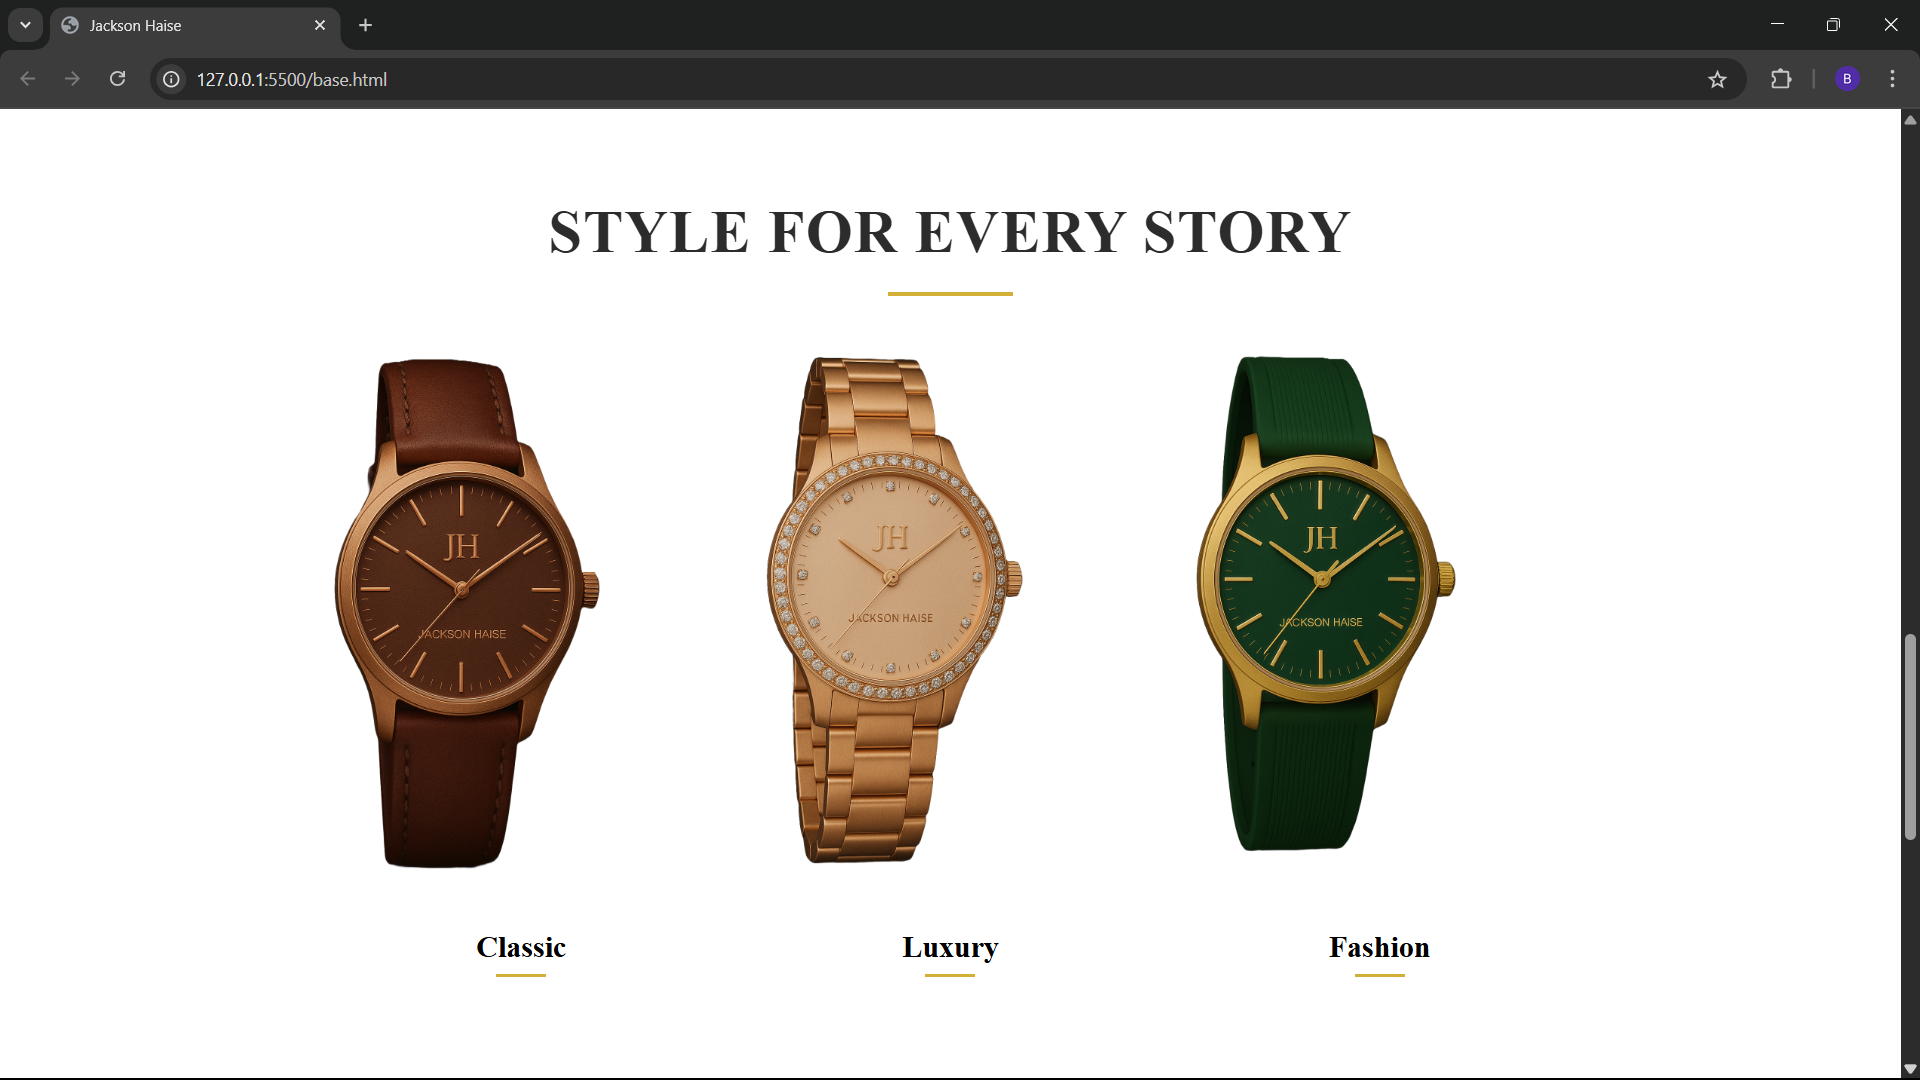 Jackson Haise
127.0.0.1:5500/base.html
B
STYLE FOR EVERY STORY
JH
JACKSON HAISE
JH
JACKSON HAISE
JH
JACKSON HAISE
Classic
Luxury
Fashion